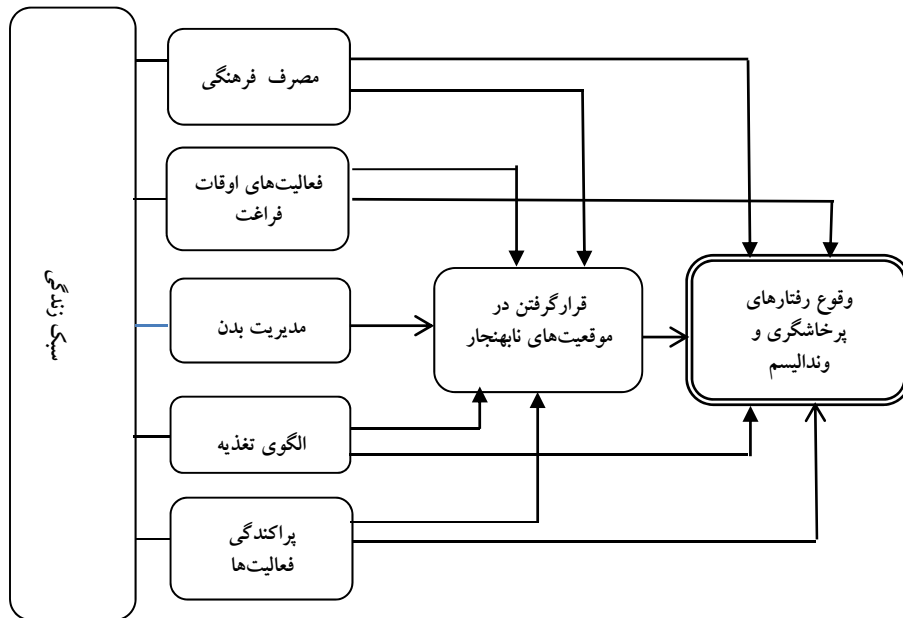 سبک زندگی
مصرف فرهنگی
فعالیت‌های اوقات
فراغت
مدیریت بدن
الگوی تغذیه
پراکندگی
فعالیت‌ها
قرارگرفتن در
موقعیت‌های نابهنجار
وقوع رفتارهای
پرخاشگری و
وندالیسم